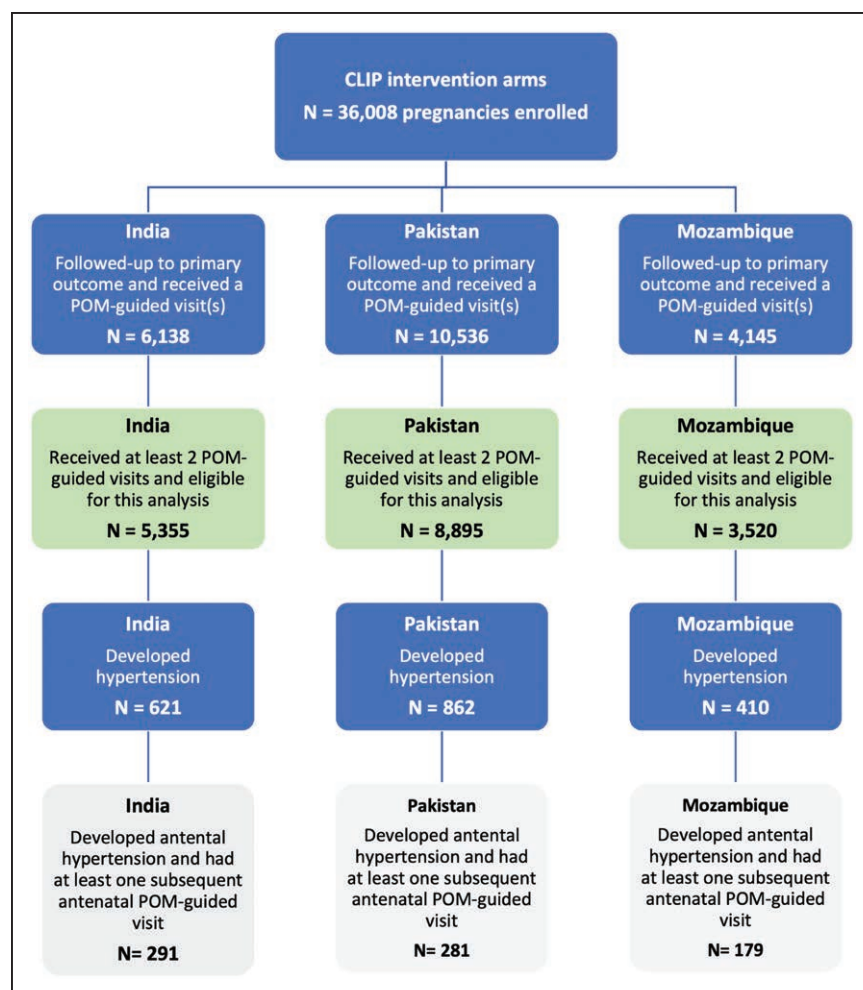 CLIP intervention arms
N = 36,008 pregnancies enrolled
India
Followed-up to primary
outcome and received a
POM-guided visit(s)
N = 6,138
Pakistan
Followed-up to primary
outcome and received a
POM-guided visit(s)
N = 10,536
Mozambique
Followed-up to primary
outcome and received a
POM-guided visit(s)
N = 4,145
India
Received at least 2 POM-
guided visits and eligible
for this analysis
N = 5,355
Pakistan
Received at least 2 POM-
guided visits and eligible
for this analysis
N = 8,895
Mozambique
Received at least 2 POM-
guided visits and eligible
for this analysis
N = 3,520
India
Developed
hypertension
N = 621
Pakistan
Developed
hypertension
N = 862
Mozambique
Developed
hypertension
N = 410
India
Developed antental
hypertension and had
at least one subsequent
antenatal POM-guided
visit
N= 291
Pakistan
Developed antental
hypertension and had
at least one subsequent
antenatal POM-guided
visit
N= 281
Mozambique
Developed antental
hypertension and had
at least one subsequent
antenatal POM-guided
visit
N= 179